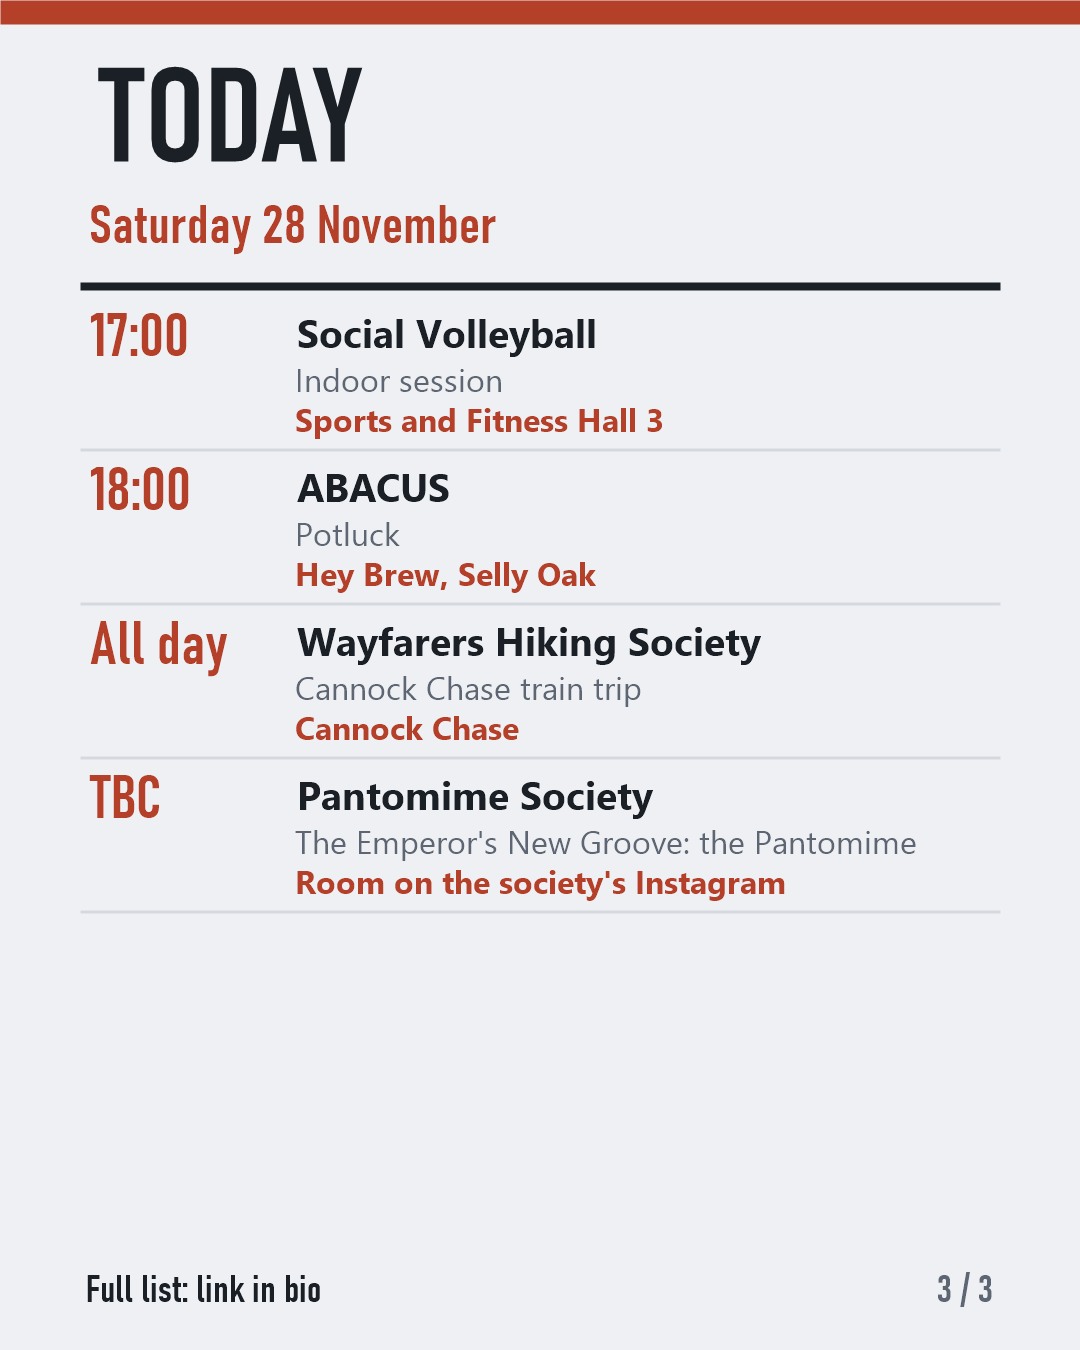 TODAY
Saturday 28 November
17:00
Social Volleyball
Indoor session
Sports and Fitness Hall 3
18:00
ABACUS
Potluck
Hey Brew, Selly Oak
All day
Wayfarers Hiking Society
Cannock Chase train trip
Cannock Chase
TBC
Pantomime Society
The Emperor's New Groove: the Pantomime
Room on the society's Instagram
Full list: link in bio
3 / 3